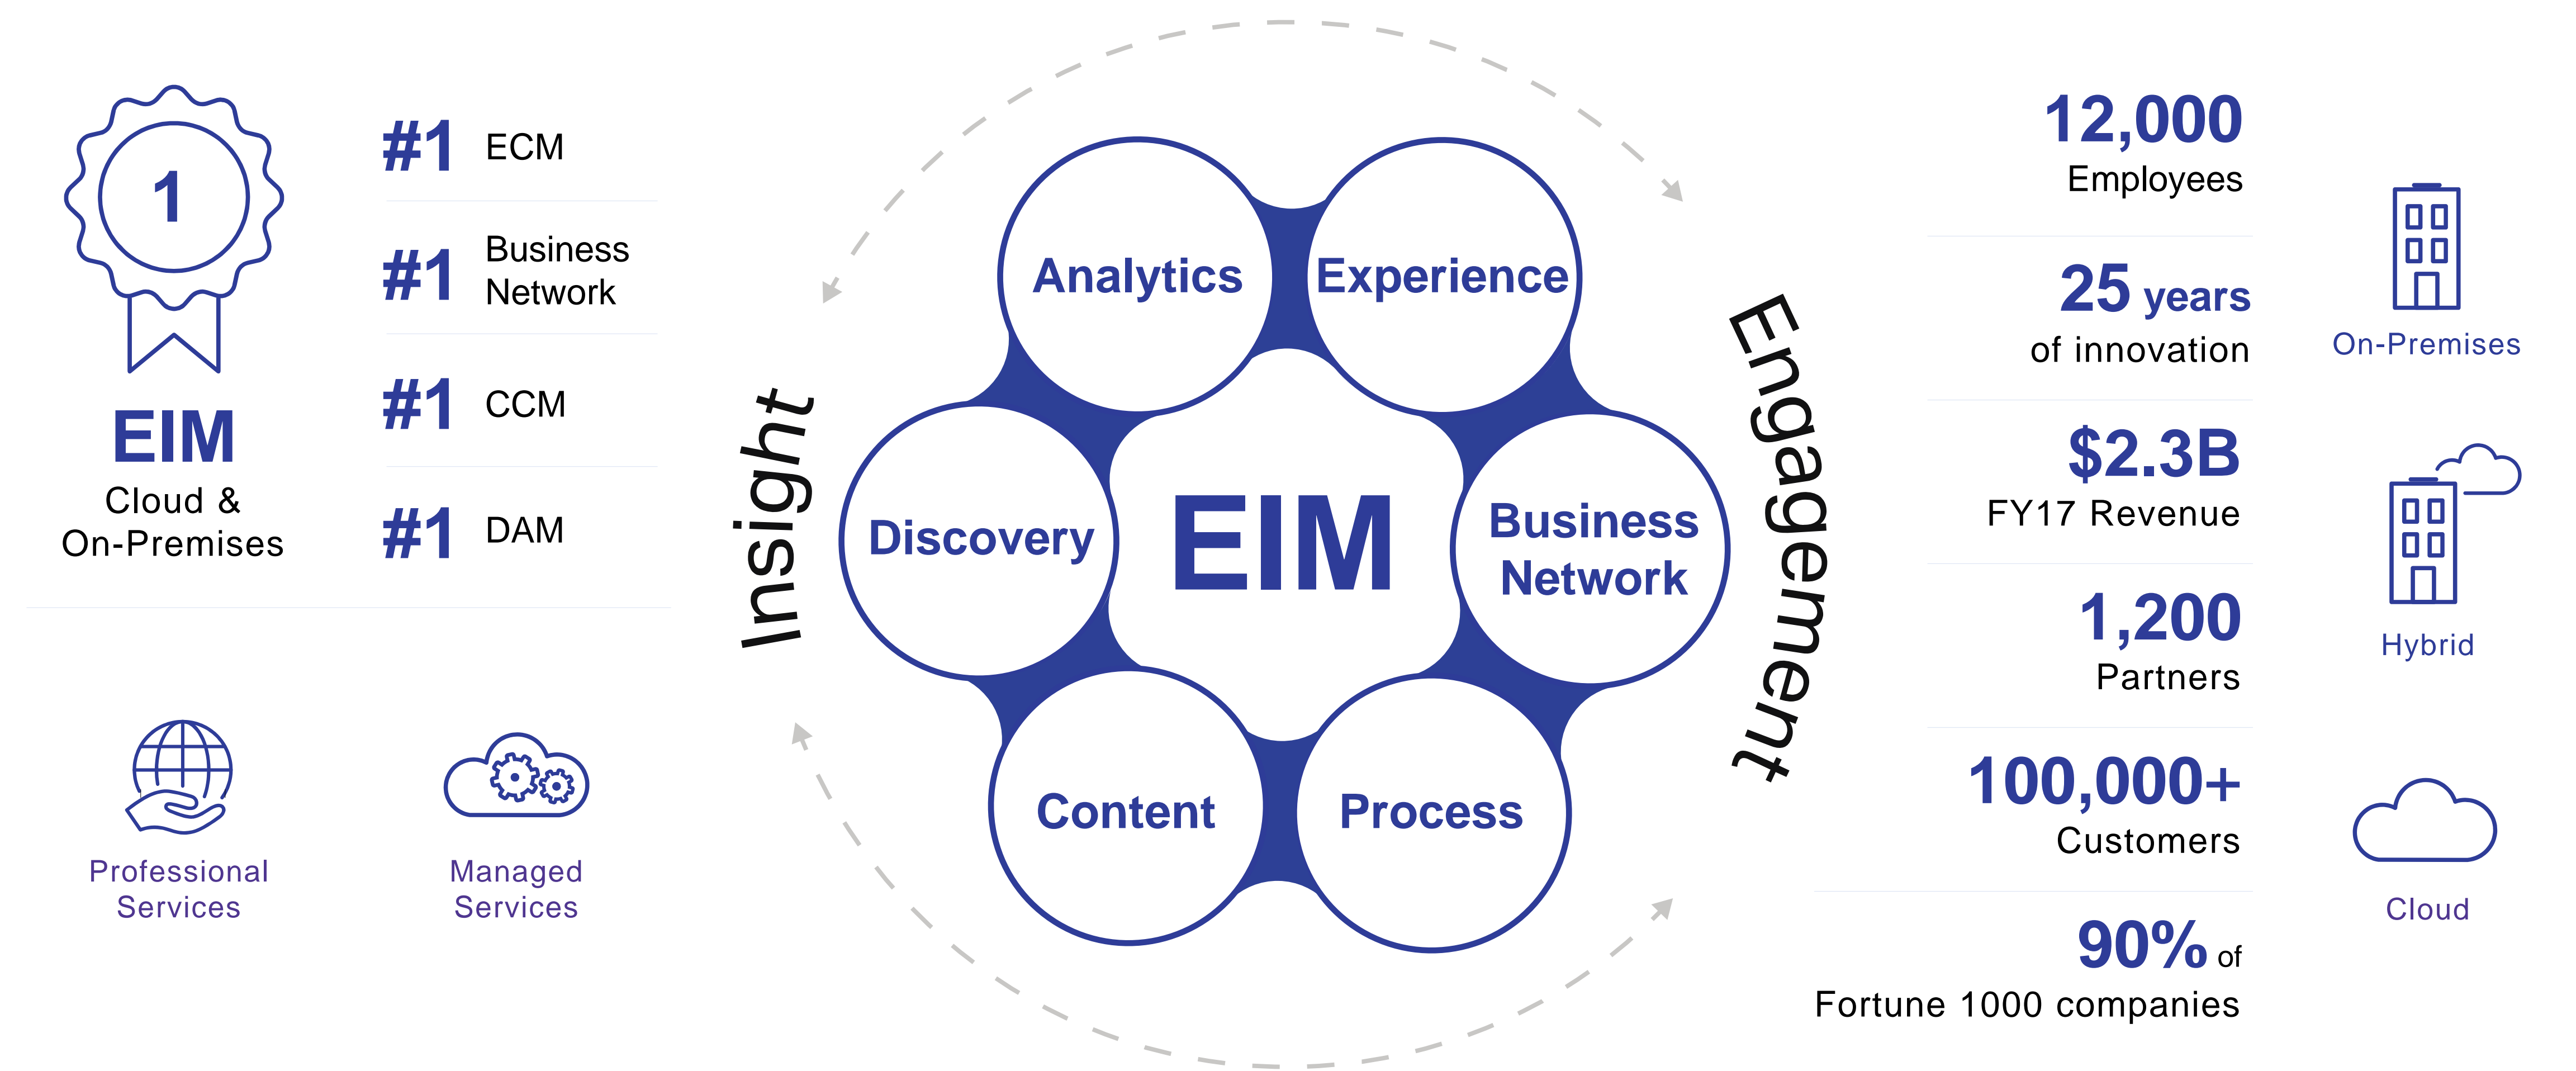 1
EIM
Cloud &
On-Premises
#1 ECM
#1 Business
Network
#1 CCM
#1 DAM
Professional
Services
Managed
Services
Insight
Analytics
Experience
Discovery
EIM
Business
Network
Content
Process
Engagement
12,000
Employees
25 years
of innovation
$2.3B
FY17 Revenue
1,200
Partners
100,000+
Customers
90% of
Fortune 1000 companies
On-Premises
Hybrid
Cloud